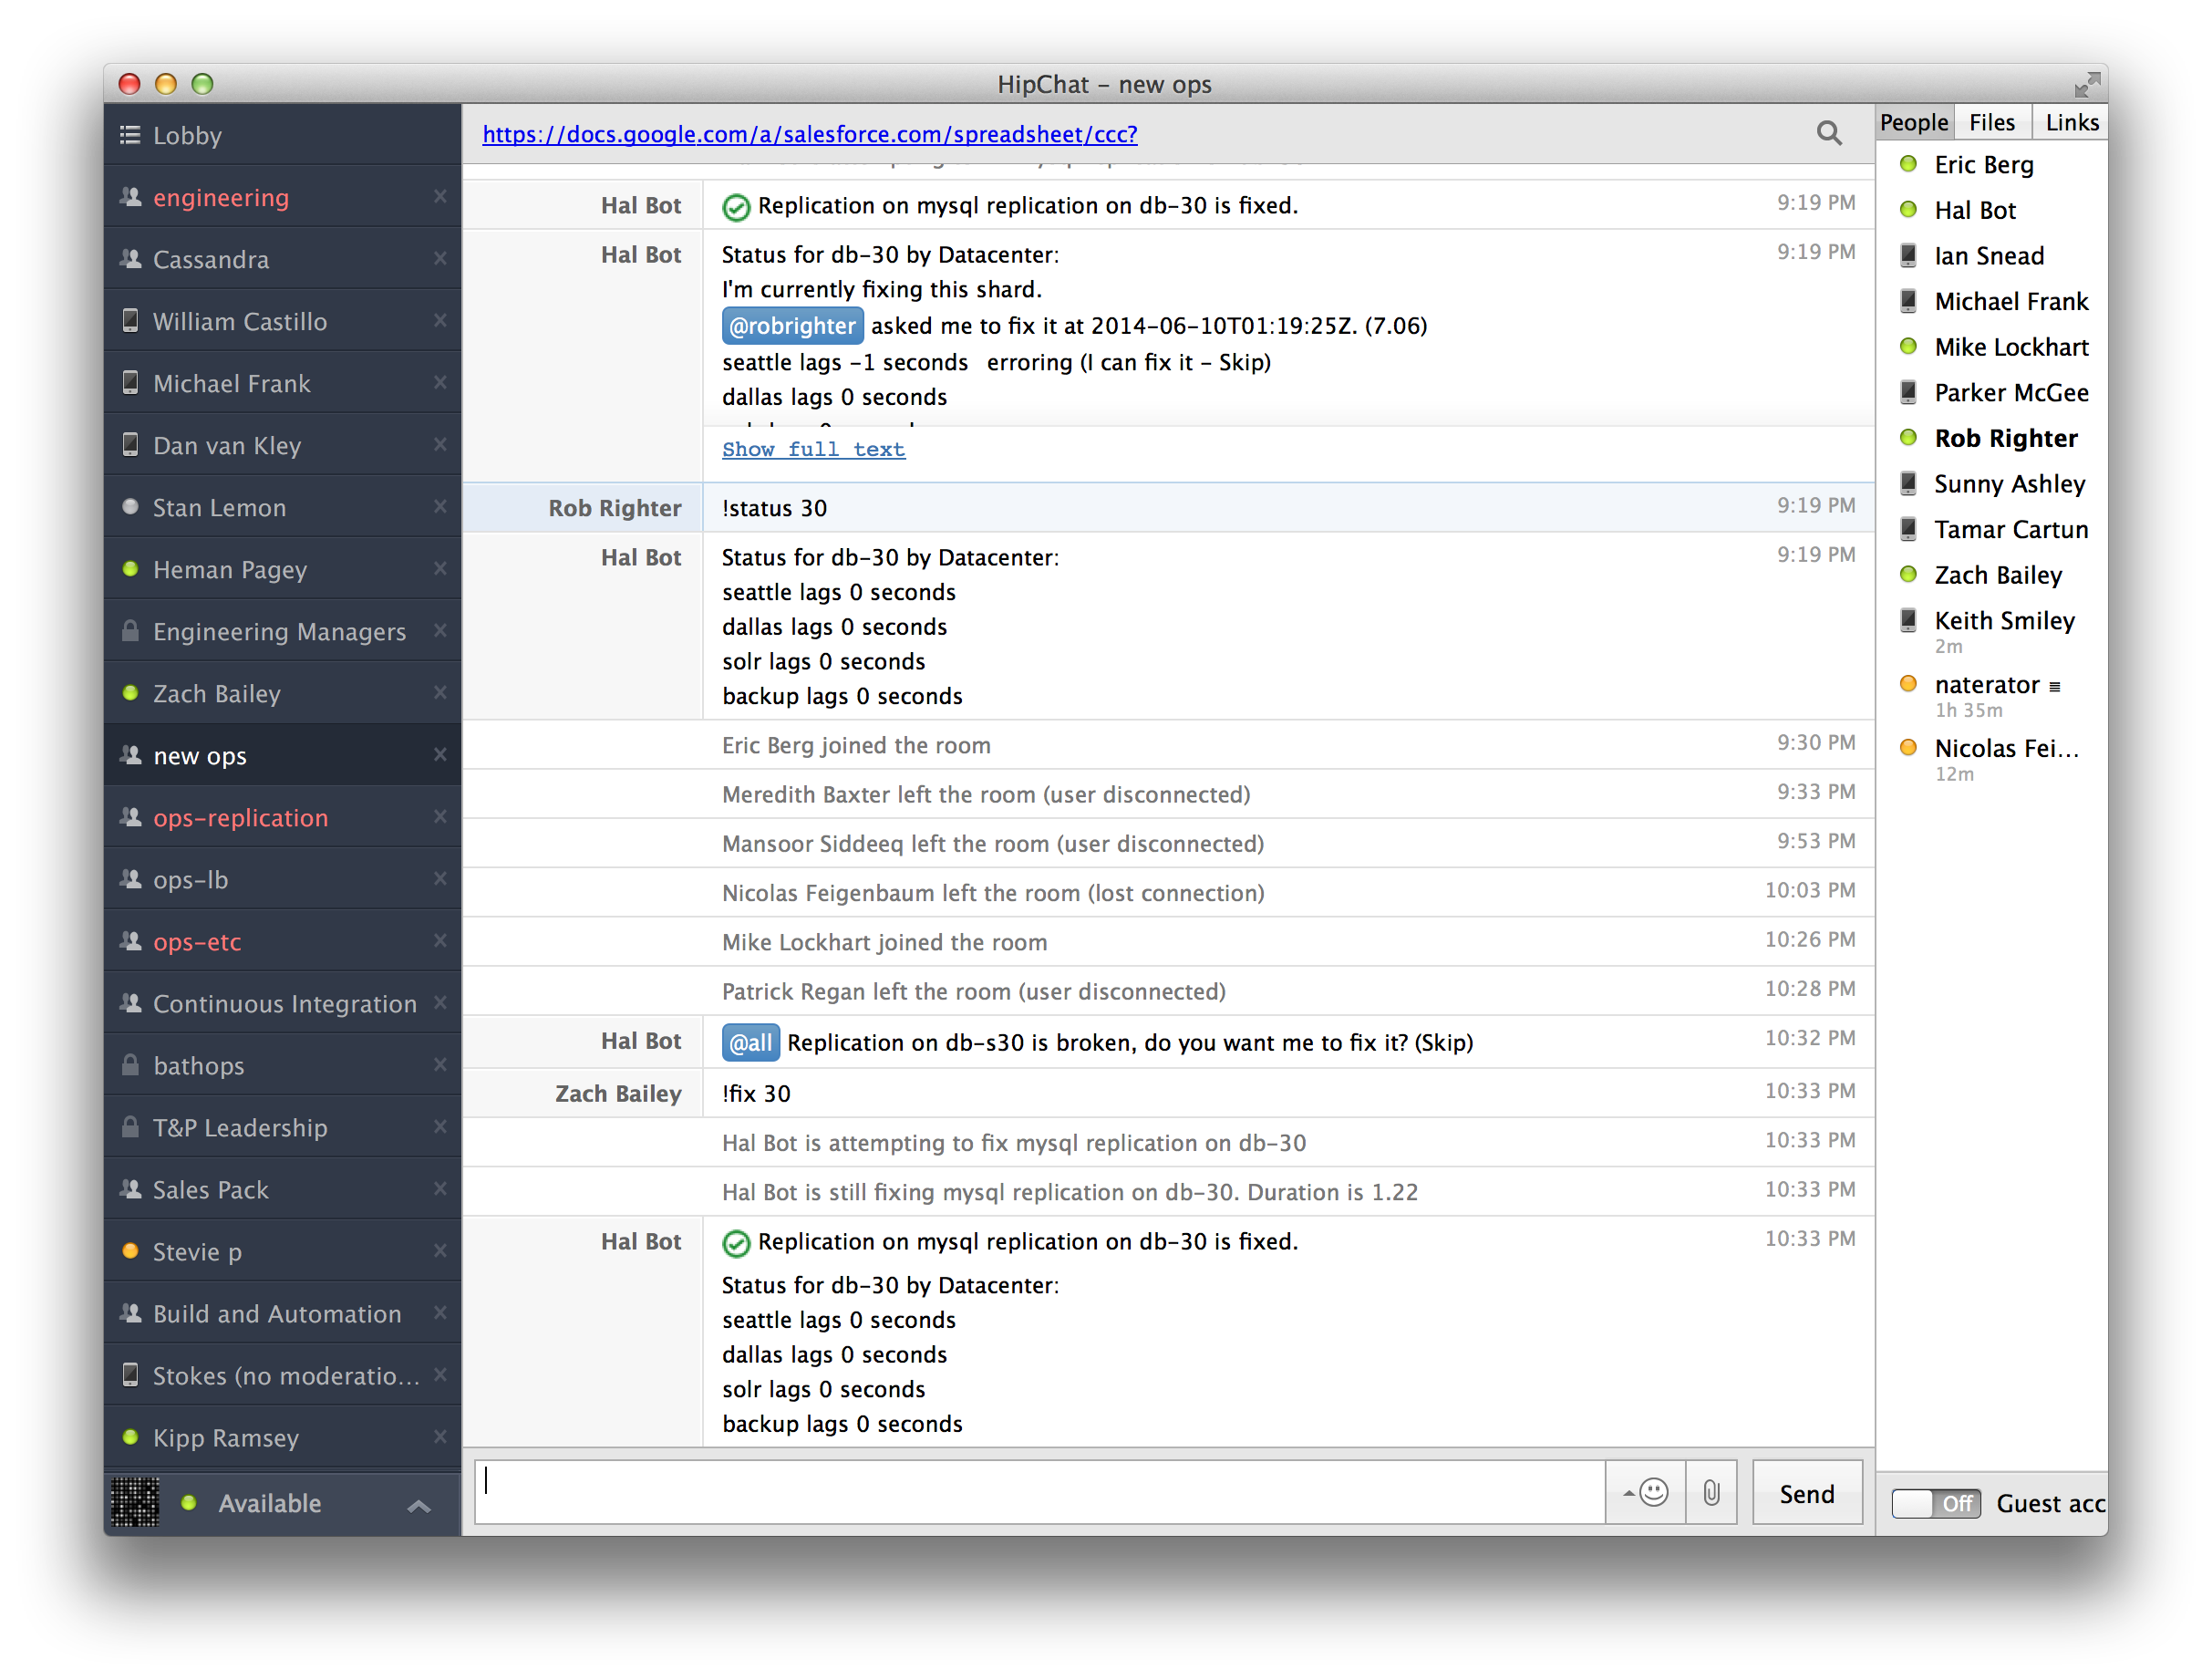 HipChat - new ops
Lobby
engineering
Cassandra
William Castillo
Michael Frank
Dan van Kley
Stan Lemon
Heman Pagey
Engineering Managers
Zach Bailey
new ops
ops-replication
ops-lb
ops-etc
Continuous Integration
bathops
T&P Leadership
Sales Pack
Stevie p
Build and Automation
Stokes (no moderatio...
Kipp Ramsey
Available
https://docs.google.com/a/salesforce.com/spreadsheet/ccc?
Hal Bot Replication on mysql replication on db-30 is fixed. 9:19 PM
Hal Bot Status for db-30 by Datacenter: 9:19 PM
I'm currently fixing this shard.
@robrighter asked me to fix it at 2014-06-10T01:19:25Z. (7.06)
seattle lags -1 seconds erroring (I can fix it - Skip)
dallas lags 0 seconds
Show full text
Rob Righter !status 30 9:19 PM
Hal Bot Status for db-30 by Datacenter: 9:19 PM
seattle lags 0 seconds
dallas lags 0 seconds
solr lags 0 seconds
backup lags 0 seconds
Eric Berg joined the room 9:30 PM
Meredith Baxter left the room (user disconnected) 9:33 PM
Mansoor Siddeeq left the room (user disconnected) 9:53 PM
Nicolas Feigenbaum left the room (lost connection) 10:03 PM
Mike Lockhart joined the room 10:26 PM
Patrick Regan left the room (user disconnected) 10:28 PM
Hal Bot @all Replication on db-s30 is broken, do you want me to fix it? (Skip) 10:32 PM
Zach Bailey !fix 30 10:33 PM
Hal Bot is attempting to fix mysql replication on db-30 10:33 PM
Hal Bot is still fixing mysql replication on db-30. Duration is 1.22 10:33 PM
Hal Bot Replication on mysql replication on db-30 is fixed. 10:33 PM
Status for db-30 by Datacenter:
seattle lags 0 seconds
dallas lags 0 seconds
solr lags 0 seconds
backup lags 0 seconds
Send
People Files Links
Eric Berg
Hal Bot
Ian Snead
Michael Frank
Mike Lockhart
Parker McGee
Rob Righter
Sunny Ashley
Tamar Cartun
Zach Bailey
Keith Smiley
2m
naterator
1h 35m
Nicolas Fei...
12m
Off Guest acc